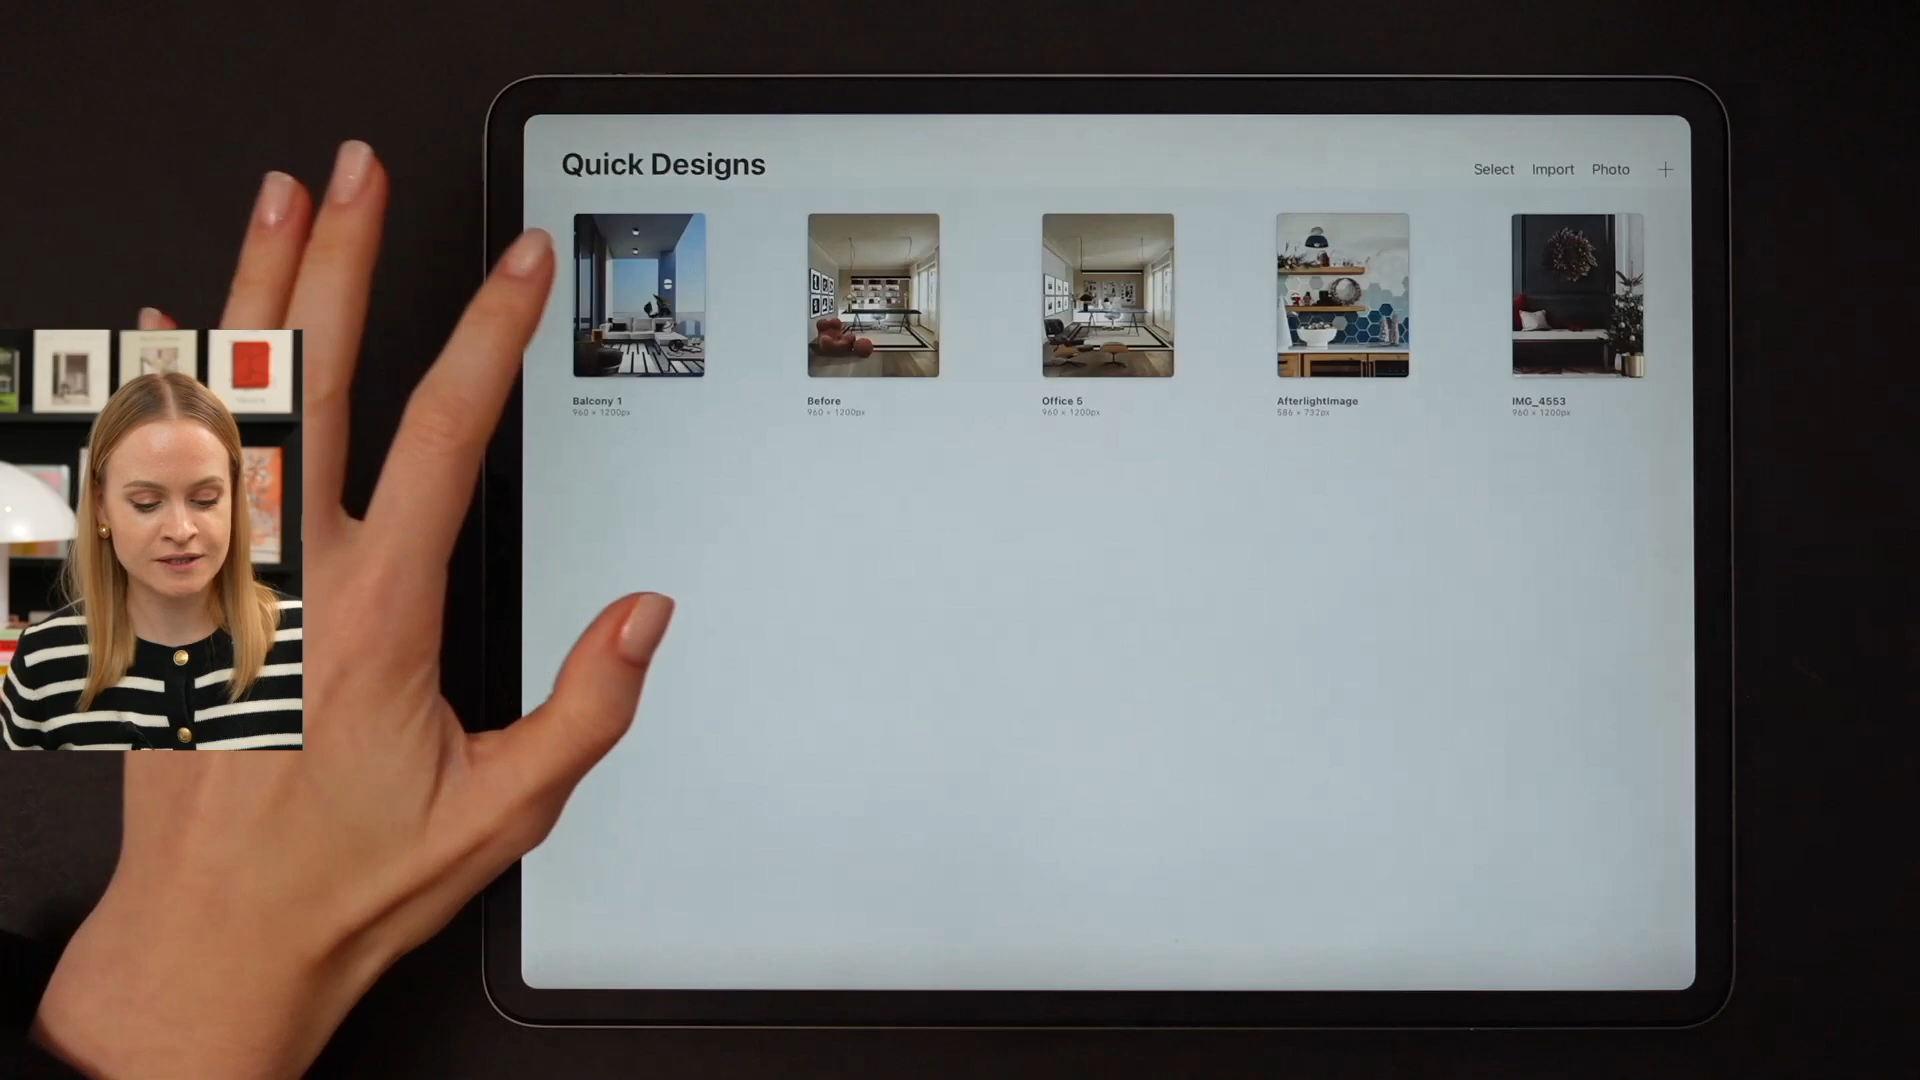 Quick Designs
Select Import Photo
Balcony 1
960 × 1200px
Before
960 × 1200px
Office 5
960 × 1200px
AfterlightImage
586 × 732px
IMG_4553
960 × 1200px